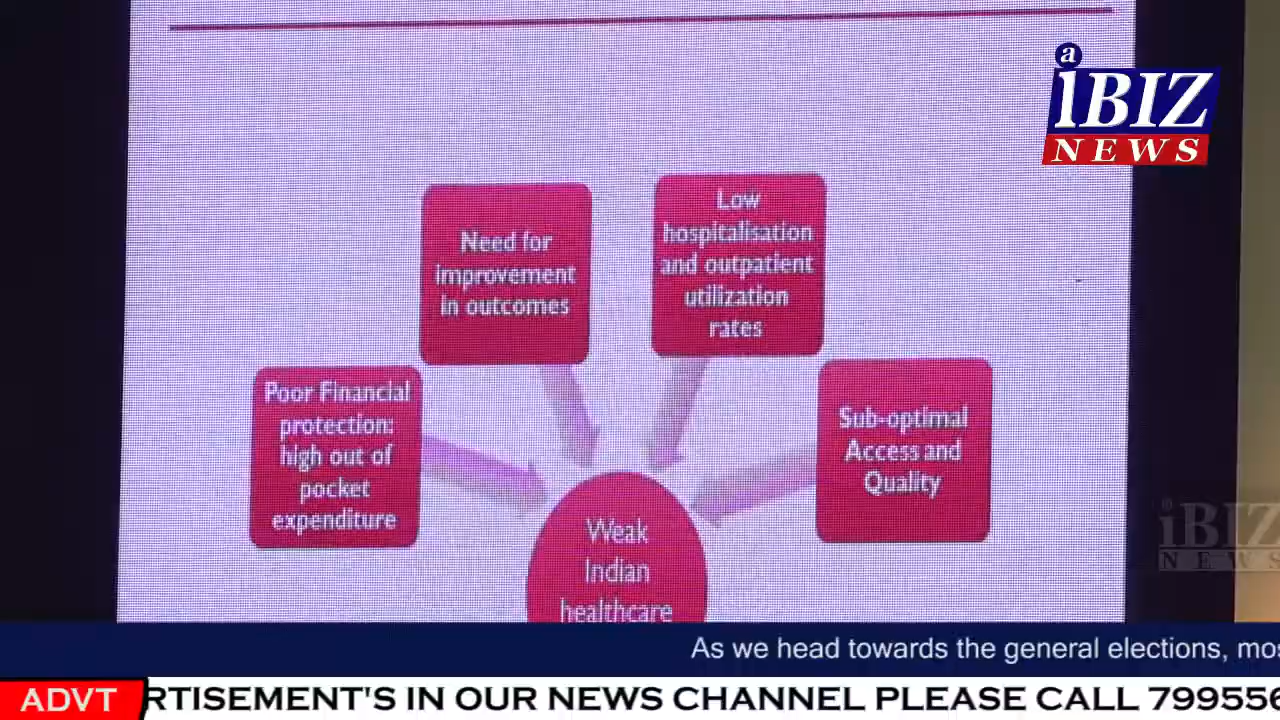 a
iBIZ
NEWS
Need for
improvement
in outcomes
Low
hospitalisation
and outpatient
utilization
rates
Poor Financial
protection:
high out of
pocket
expenditure
Sub-optimal
Access and
Quality
Weak
Indian
healthcare
iBIZ
NEWS
As we head towards the general elections, mos
ADVT
RTISEMENT'S IN OUR NEWS CHANNEL PLEASE CALL 799556